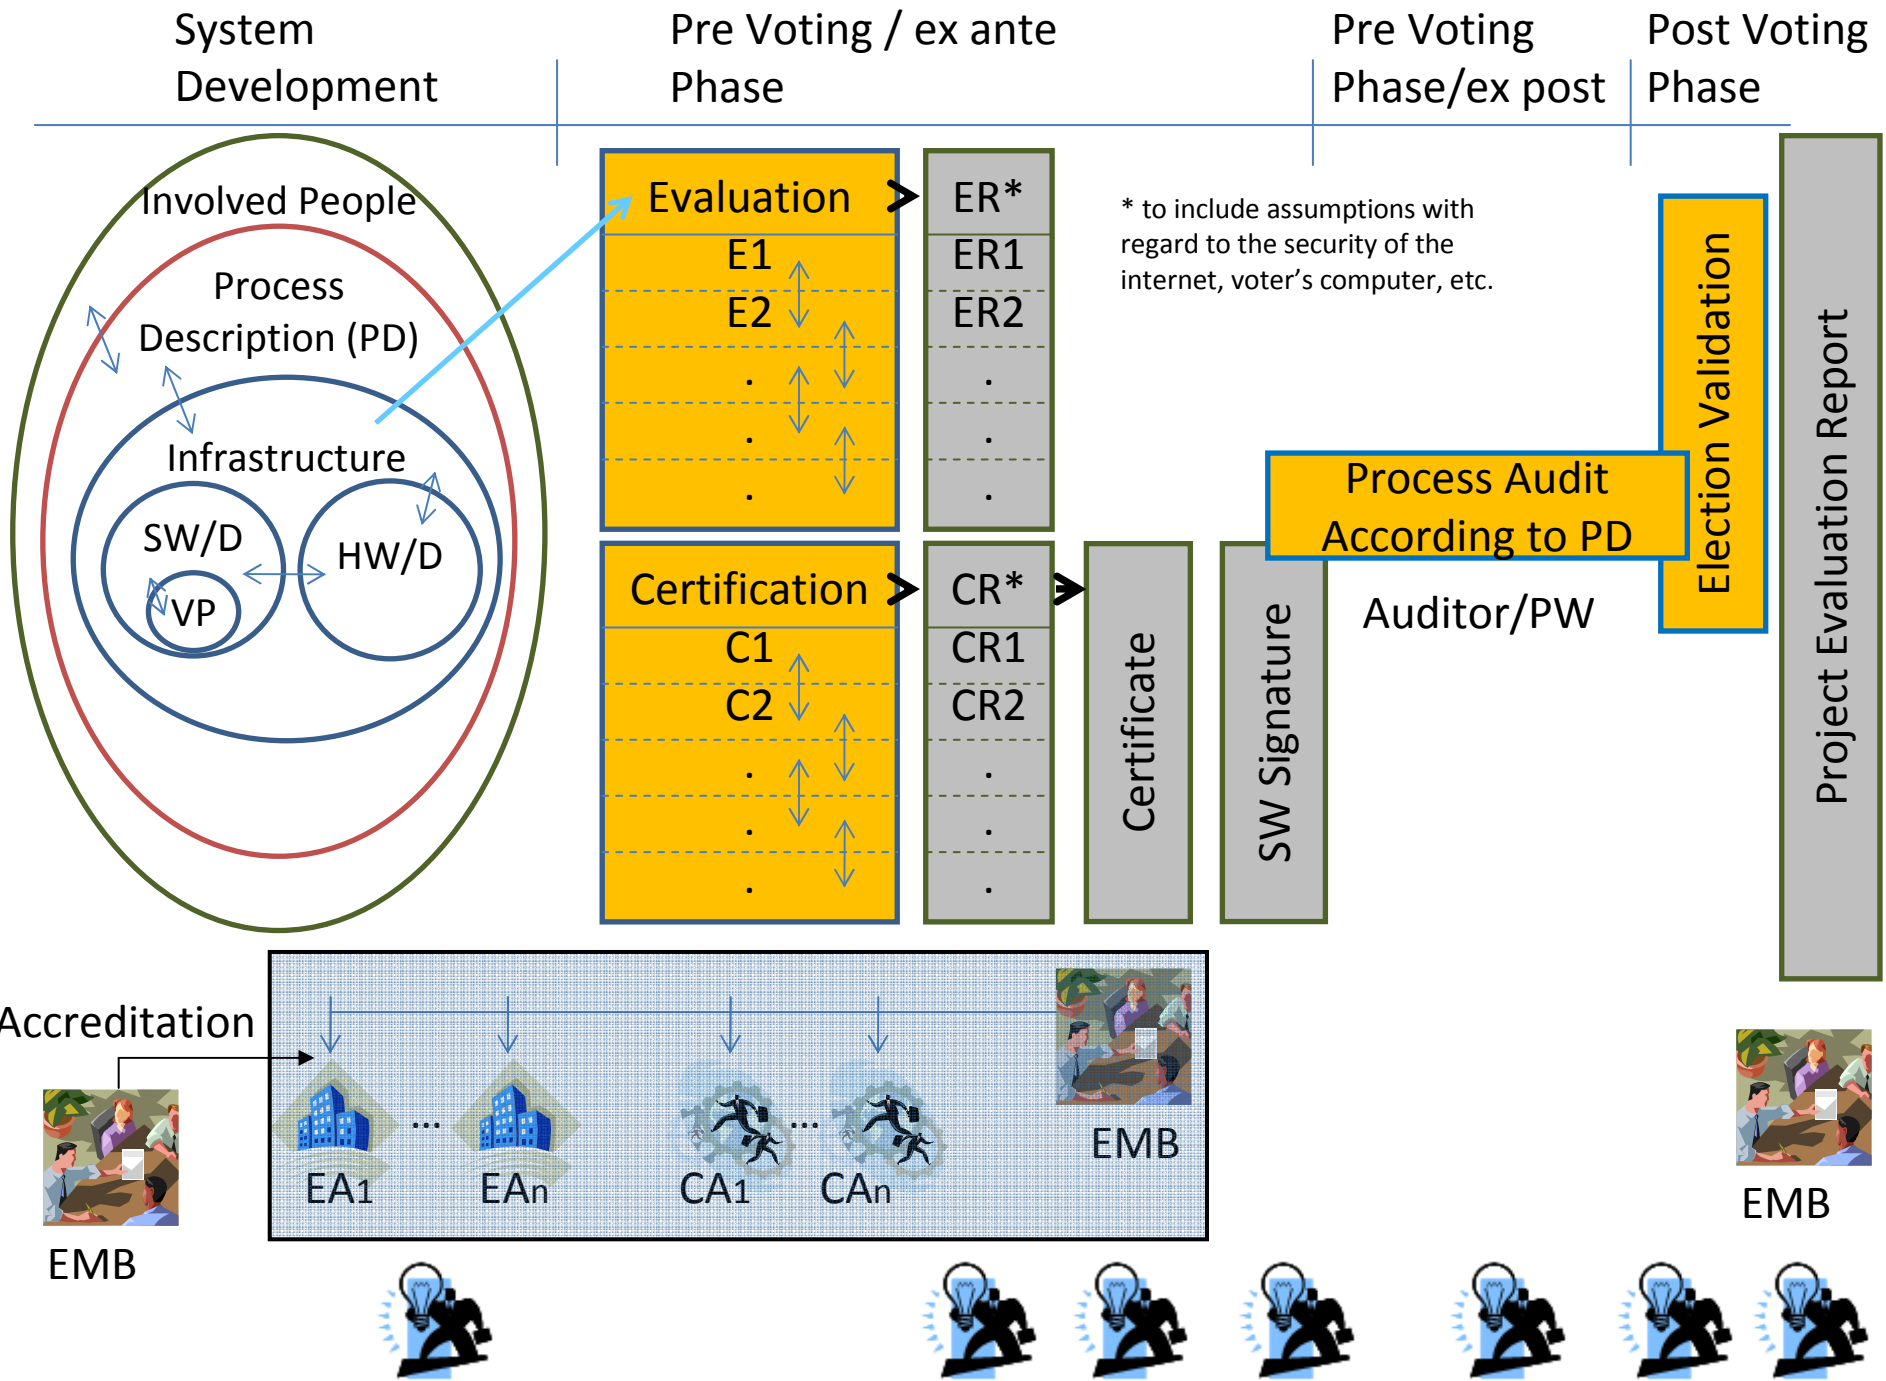 System
Development
Pre Voting / ex ante
Phase
Pre Voting
Phase/ex post
Post Voting
Phase
Involved People
Process
Description (PD)
Infrastructure
SW/D
HW/D
VP
Evaluation
E1
E2
.
.
.
ER*
ER1
ER2
.
.
.
* to include assumptions with
regard to the security of the
internet, voter's computer, etc.
Certification
C1
C2
.
.
.
CR*
CR1
CR2
.
.
.
Certificate
SW Signature
Process Audit
According to PD
Auditor/PW
Election Validation
Project Evaluation Report
Accreditation
EMB
EA1
...
EAn
CA1
...
CAn
EMB
EMB